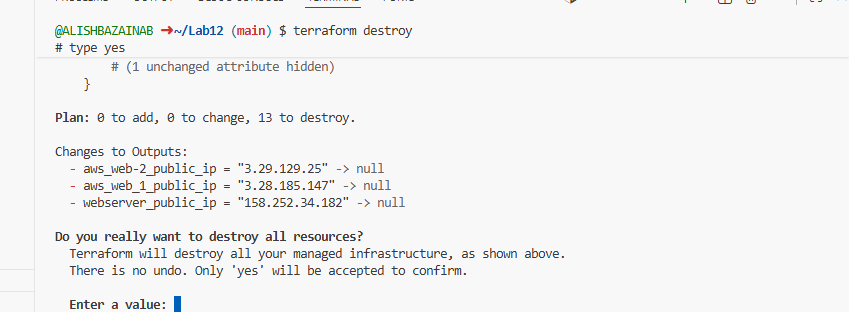 @ALISHBAZAINAB ➜~/Lab12 (main) $ terraform destroy
# type yes
# (1 unchanged attribute hidden)
}
Plan: 0 to add, 0 to change, 13 to destroy.
Changes to Outputs:
- aws_web-2_public_ip = "3.29.129.25" -> null
- aws_web_1_public_ip = "3.28.185.147" -> null
- webserver_public_ip = "158.252.34.182" -> null
Do you really want to destroy all resources?
Terraform will destroy all your managed infrastructure, as shown above.
There is no undo. Only 'yes' will be accepted to confirm.
Enter a value: